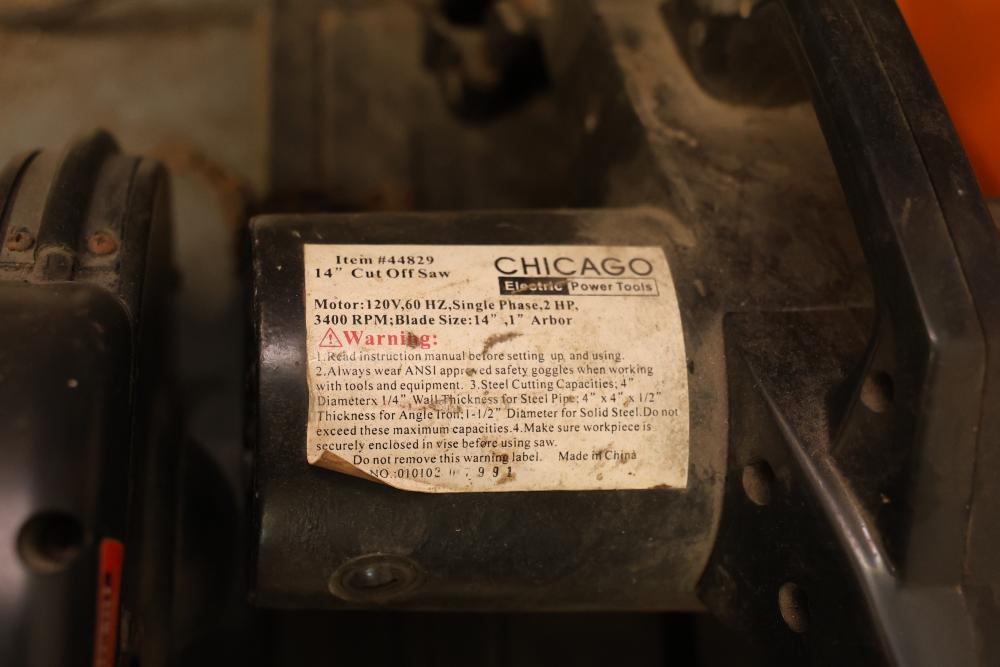 Item #44829
14” Cut Off Saw
CHICAGO
Electric Power Tools
Motor:120V,60 HZ,Single Phase,2 HP,
3400 RPM;Blade Size:14” ,1” Arbor
Warning:
1.Read instruction manual before setting up and using.
2.Always wear ANSI approved safety goggles when working
with tools and equipment. 3.Steel Cutting Capacities; 4”
Diameterx 1/4” Wall Thickness for Steel Pipe; 4” x 4” x 1/2”
Thickness for Angle Iron;1-1/2” Diameter for Solid Steel.Do not
exceed these maximum capacities.4.Make sure workpiece is
securely enclosed in vise before using saw.
Do not remove this warning label. Made in China
NO.: